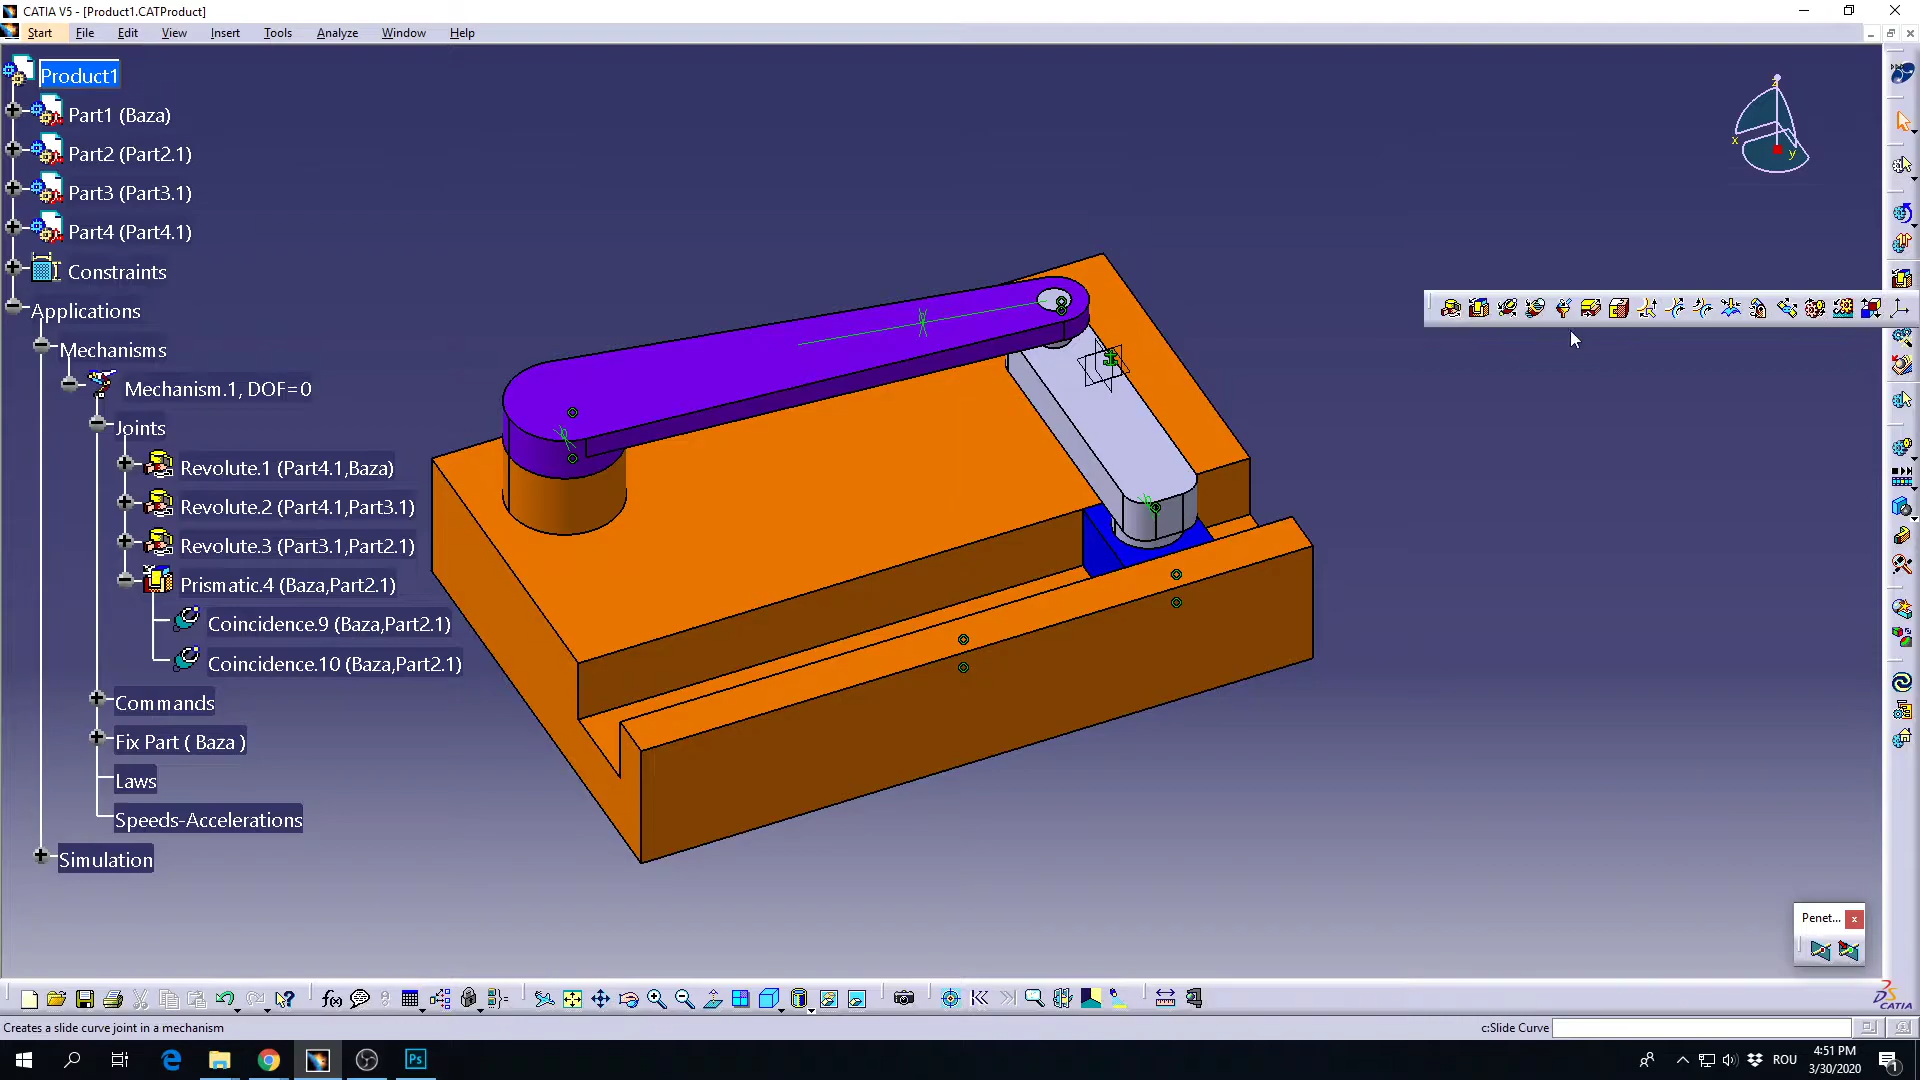 CATIA V5 - [Product1.CATProduct]
Start File Edit View Insert Tools Analyze Window Help
Product1
Part1 (Baza)
Part2 (Part2.1)
Part3 (Part3.1)
Part4 (Part4.1)
Constraints
Applications
Mechanisms
Mechanism.1, DOF=0
Joints
Revolute.1 (Part4.1,Baza)
Revolute.2 (Part4.1,Part3.1)
Revolute.3 (Part3.1,Part2.1)
Prismatic.4 (Baza,Part2.1)
Coincidence.9 (Baza,Part2.1)
Coincidence.10 (Baza,Part2.1)
Commands
Fix Part ( Baza )
Laws
Speeds-Accelerations
Simulation
z
x
y
Penet...
f(x)
CATIA
Creates a slide curve joint in a mechanism
c:Slide Curve
Ps
ROU
4:51 PM
3/30/2020
1